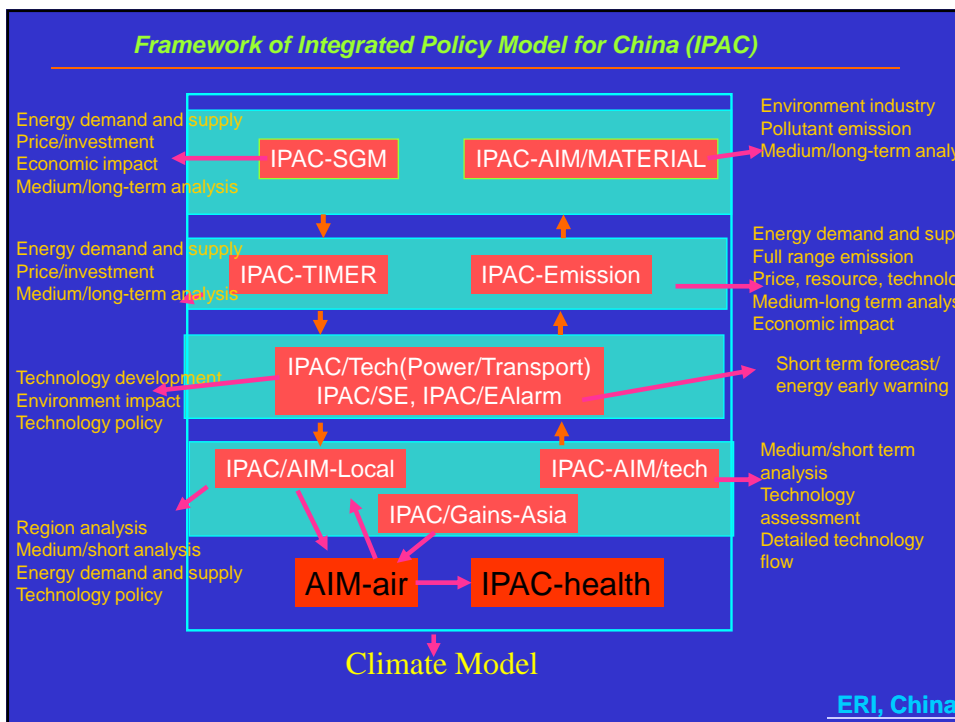 Framework of Integrated Policy Model for China (IPAC)
Energy demand and supply
Price/investment
Economic impact
Medium/long-term analysis
IPAC-SGM
IPAC-AIM/MATERIAL
Environment industry
Pollutant emission
Medium/long-term analy
Energy demand and supply
Price/investment
Medium/long-term analysis
IPAC-TIMER
IPAC-Emission
Energy demand and sup
Full range emission
Price, resource, technolo
Medium-long term analys
Economic impact
Technology development
Environment impact
Technology policy
IPAC/Tech(Power/Transport)
IPAC/SE, IPAC/EAlarm
Short term forecast/
energy early warning
IPAC/AIM-Local
IPAC-AIM/tech
IPAC/Gains-Asia
Medium/short term
analysis
Technology
assessment
Detailed technology
flow
Region analysis
Medium/short analysis
Energy demand and supply
Technology policy
AIM-air
IPAC-health
Climate Model
ERI, China